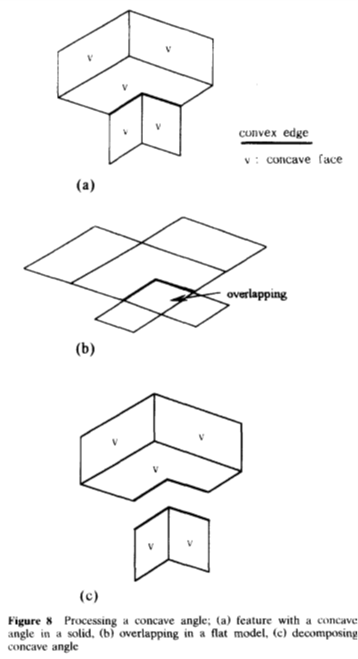 v
v
v
v
v
convex edge
v : concave face
(a)
overlapping
(b)
v
v
v
v
v
(c)
Figure 8 Processing a concave angle; (a) feature with a concave
angle in a solid, (b) overlapping in a flat model, (c) decomposing
concave angle